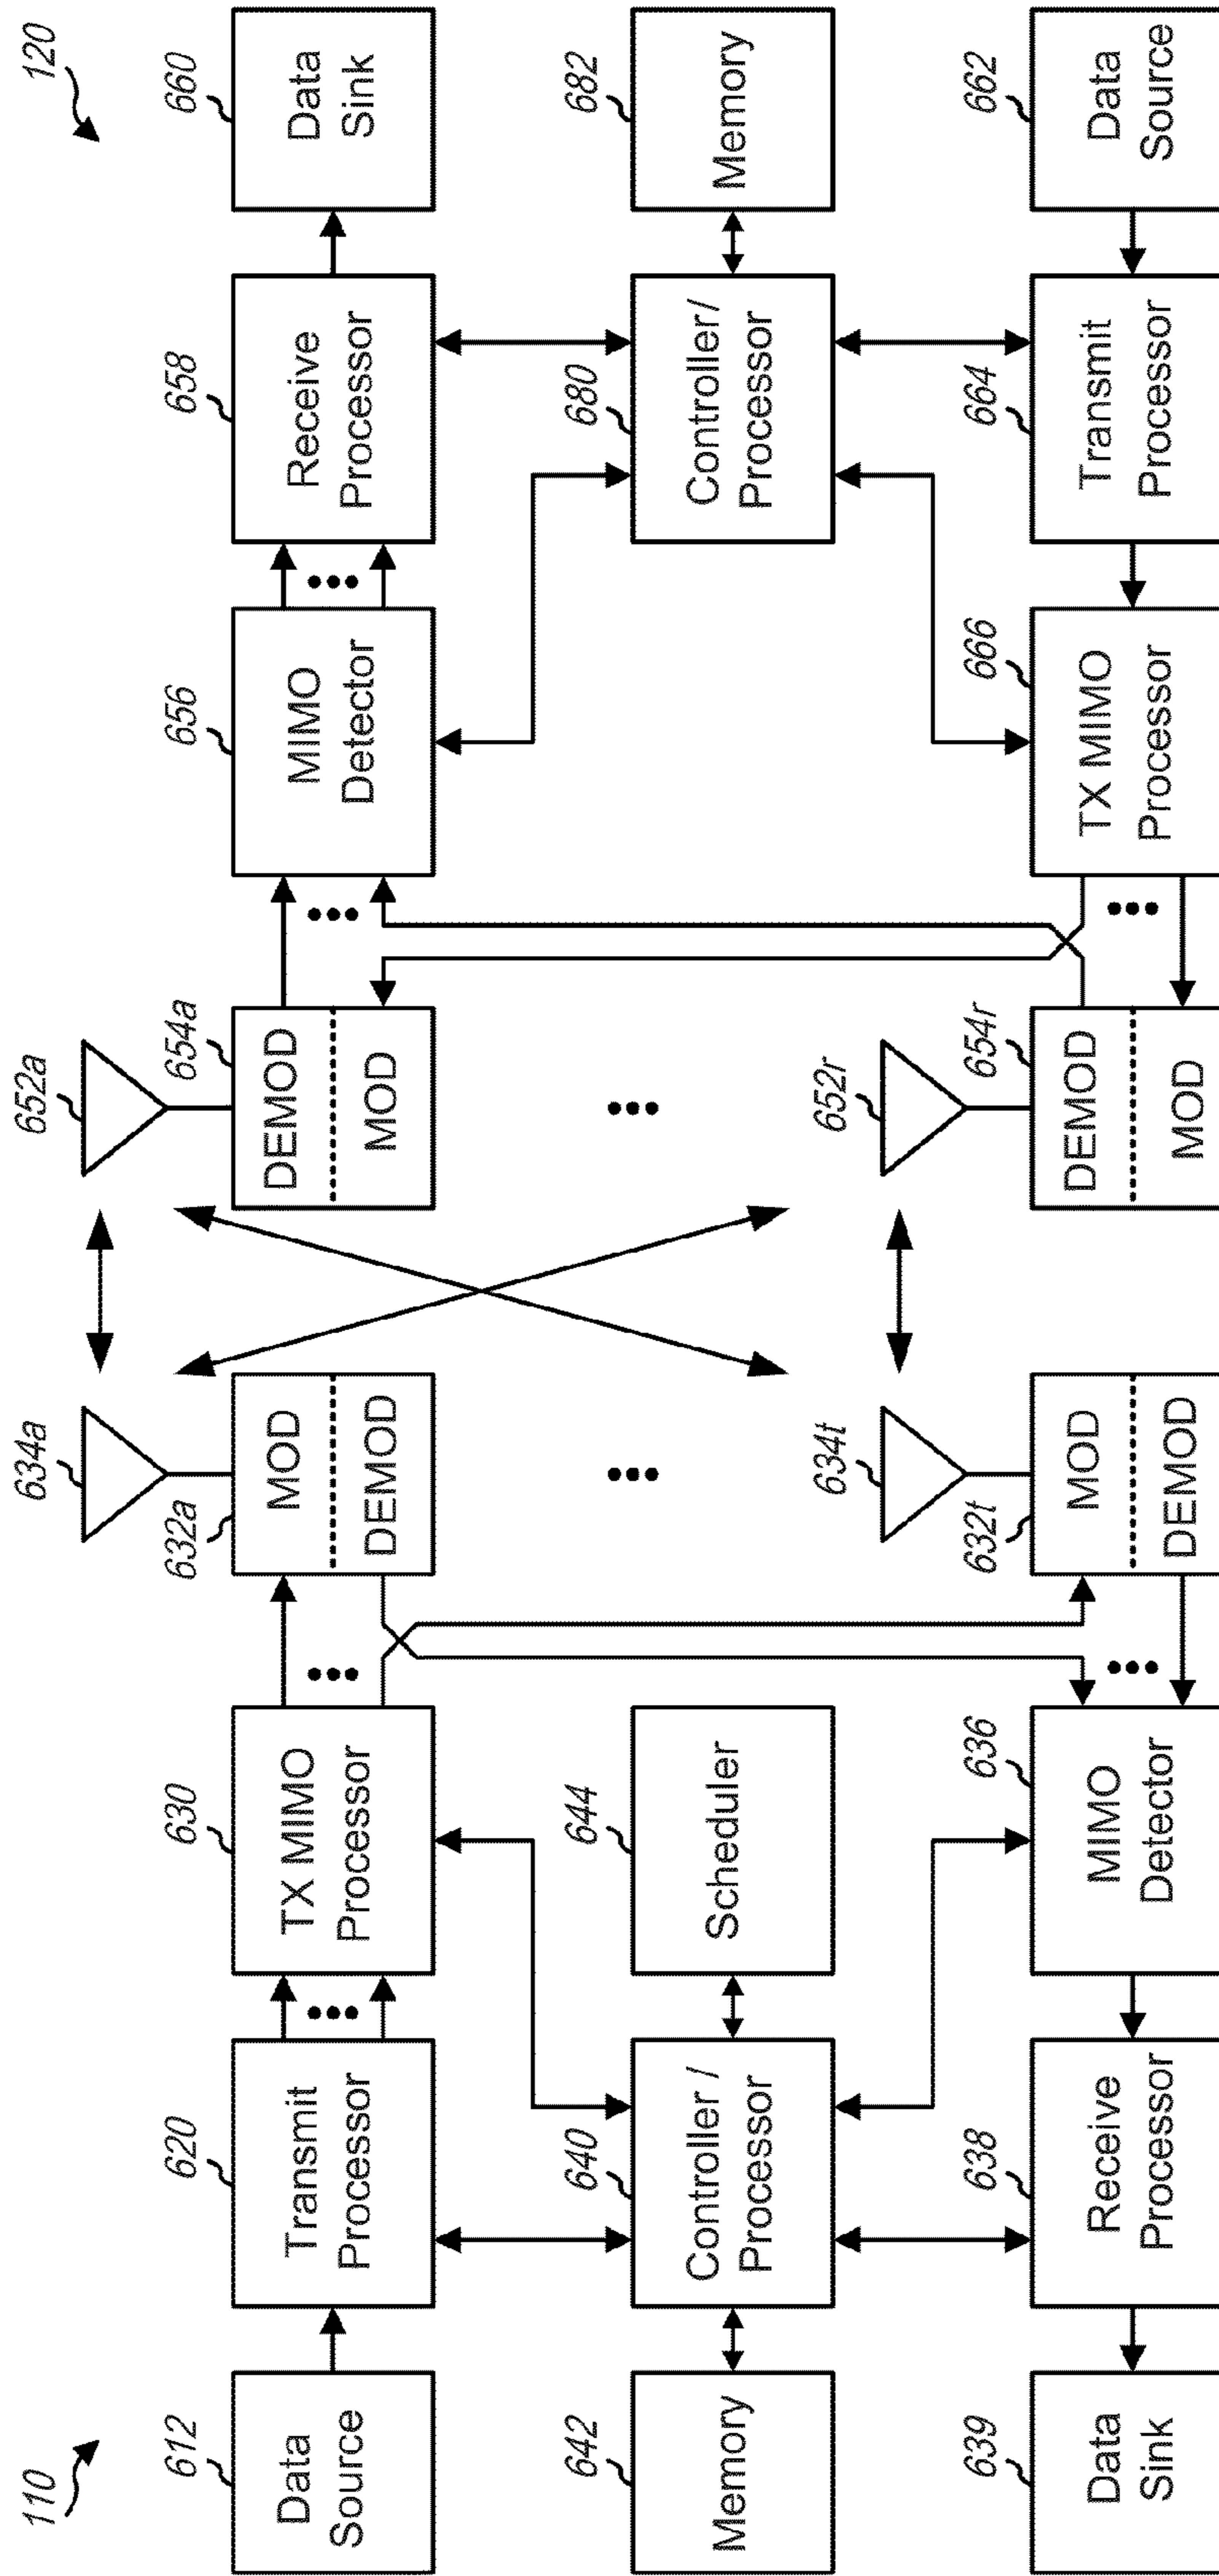 110
120
612
Data
Source
620
Transmit
Processor
630
TX MIMO
Processor
632a
MOD
DEMOD
634a
652a
654a
DEMOD
MOD
656
MIMO
Detector
658
Receive
Processor
660
Data
Sink
642
Memory
640
Controller /
Processor
644
Scheduler
680
Controller/
Processor
682
Memory
639
Data
Sink
638
Receive
Processor
636
MIMO
Detector
632t
MOD
DEMOD
634t
652r
654r
DEMOD
MOD
666
TX MIMO
Processor
664
Transmit
Processor
662
Data
Source